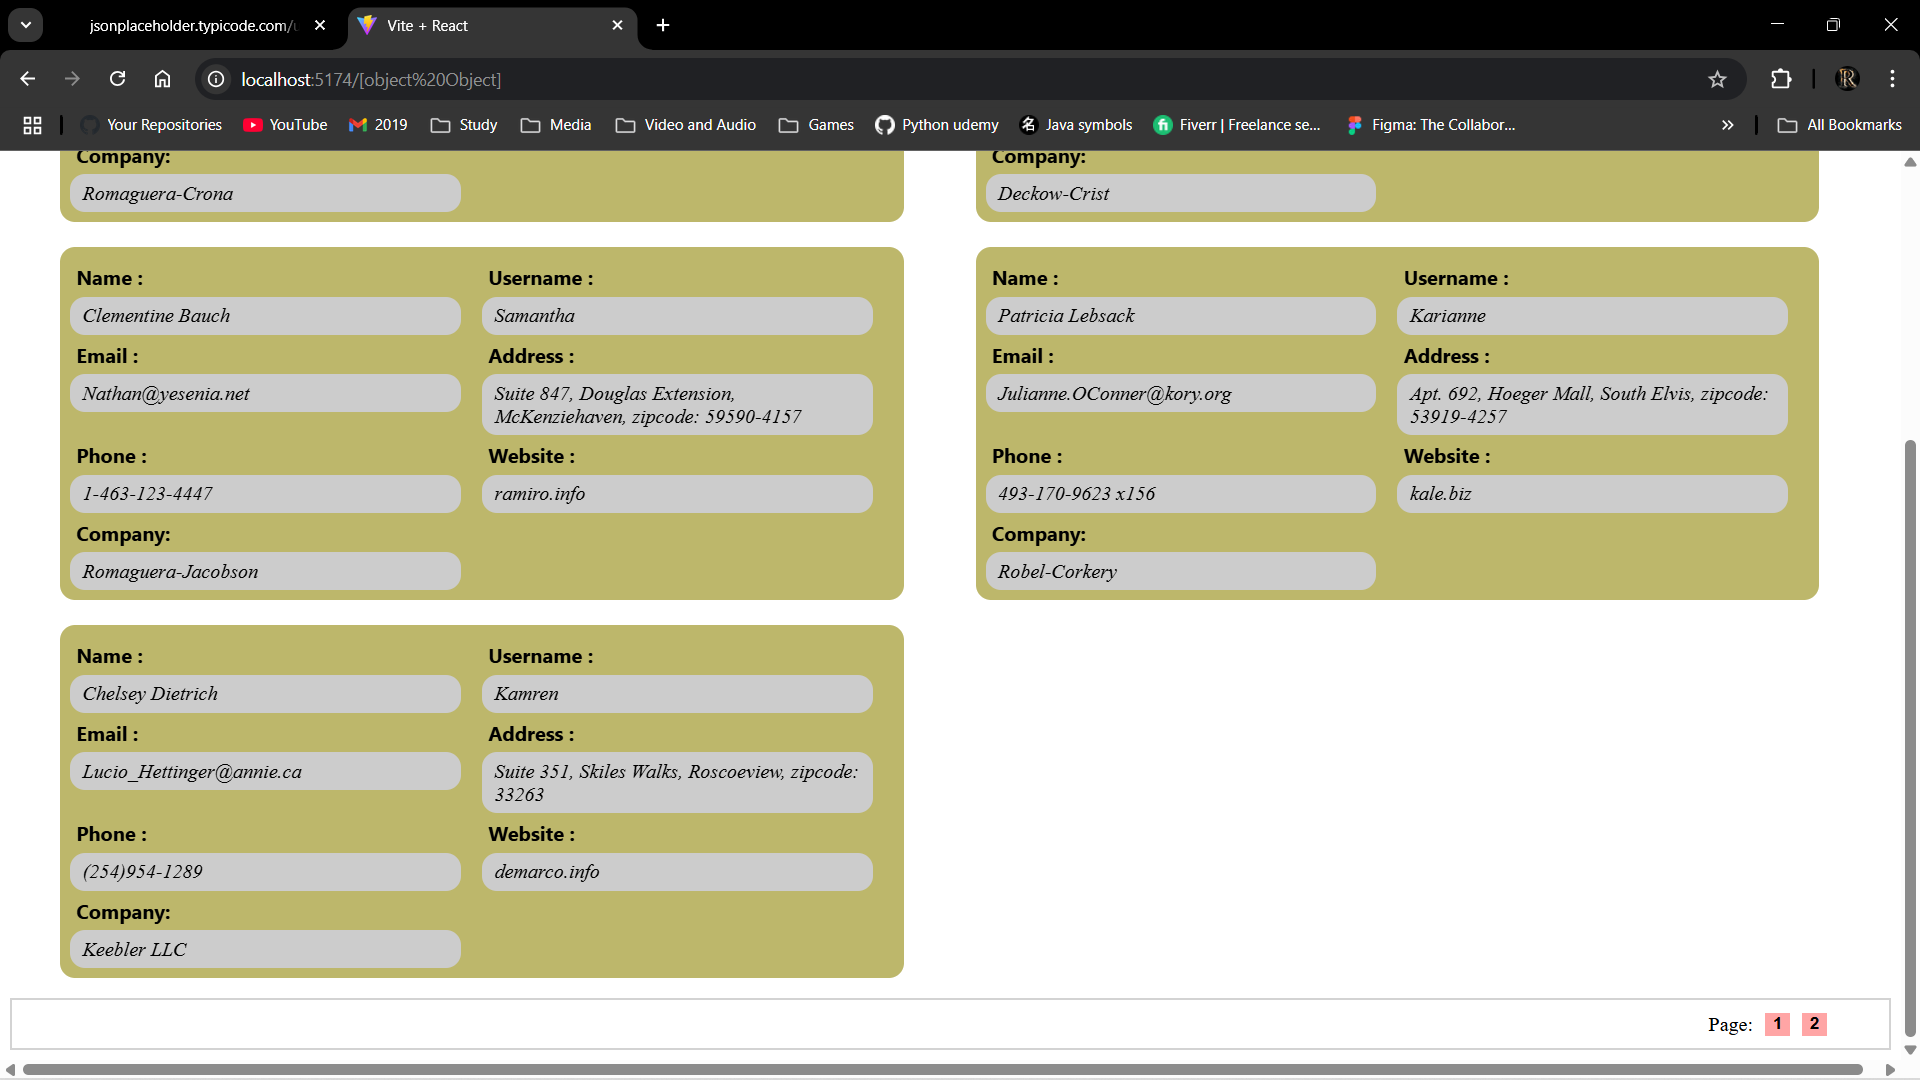 jsonplaceholder.typicode.com/u
Vite + React
localhost:5174/[object%20Object]
Your Repositories
YouTube
2019
Study
Media
Video and Audio
Games
Python udemy
名
Java symbols
fi
Fiverr | Freelance se...
Figma: The Collabor...
»
All Bookmarks
Company:
Romaguera-Crona
Company:
Deckow-Crist
Name :
Username :
Clementine Bauch
Samantha
Email :
Address :
Nathan@yesenia.net
Suite 847, Douglas Extension,
McKenziehaven, zipcode: 59590-4157
Phone :
Website :
1-463-123-4447
ramiro.info
Company:
Romaguera-Jacobson
Name :
Username :
Patricia Lebsack
Karianne
Email :
Address :
Julianne.OConner@kory.org
Apt. 692, Hoeger Mall, South Elvis, zipcode:
53919-4257
Phone :
Website :
493-170-9623 x156
kale.biz
Company:
Robel-Corkery
Name :
Username :
Chelsey Dietrich
Kamren
Email :
Address :
Lucio_Hettinger@annie.ca
Suite 351, Skiles Walks, Roscoeview, zipcode:
33263
Phone :
Website :
(254)954-1289
demarco.info
Company:
Keebler LLC
Page: 1 2